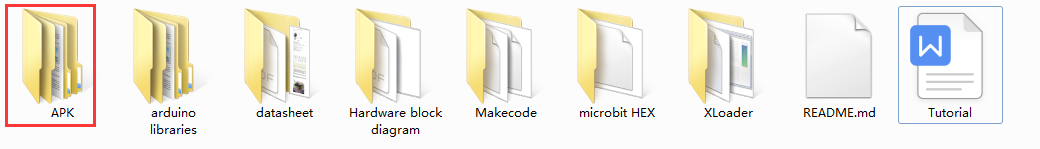 APK
arduino
libraries
datasheet
Hardware block
diagram
Makecode
microbit HEX
XLoader
README.md
Tutorial